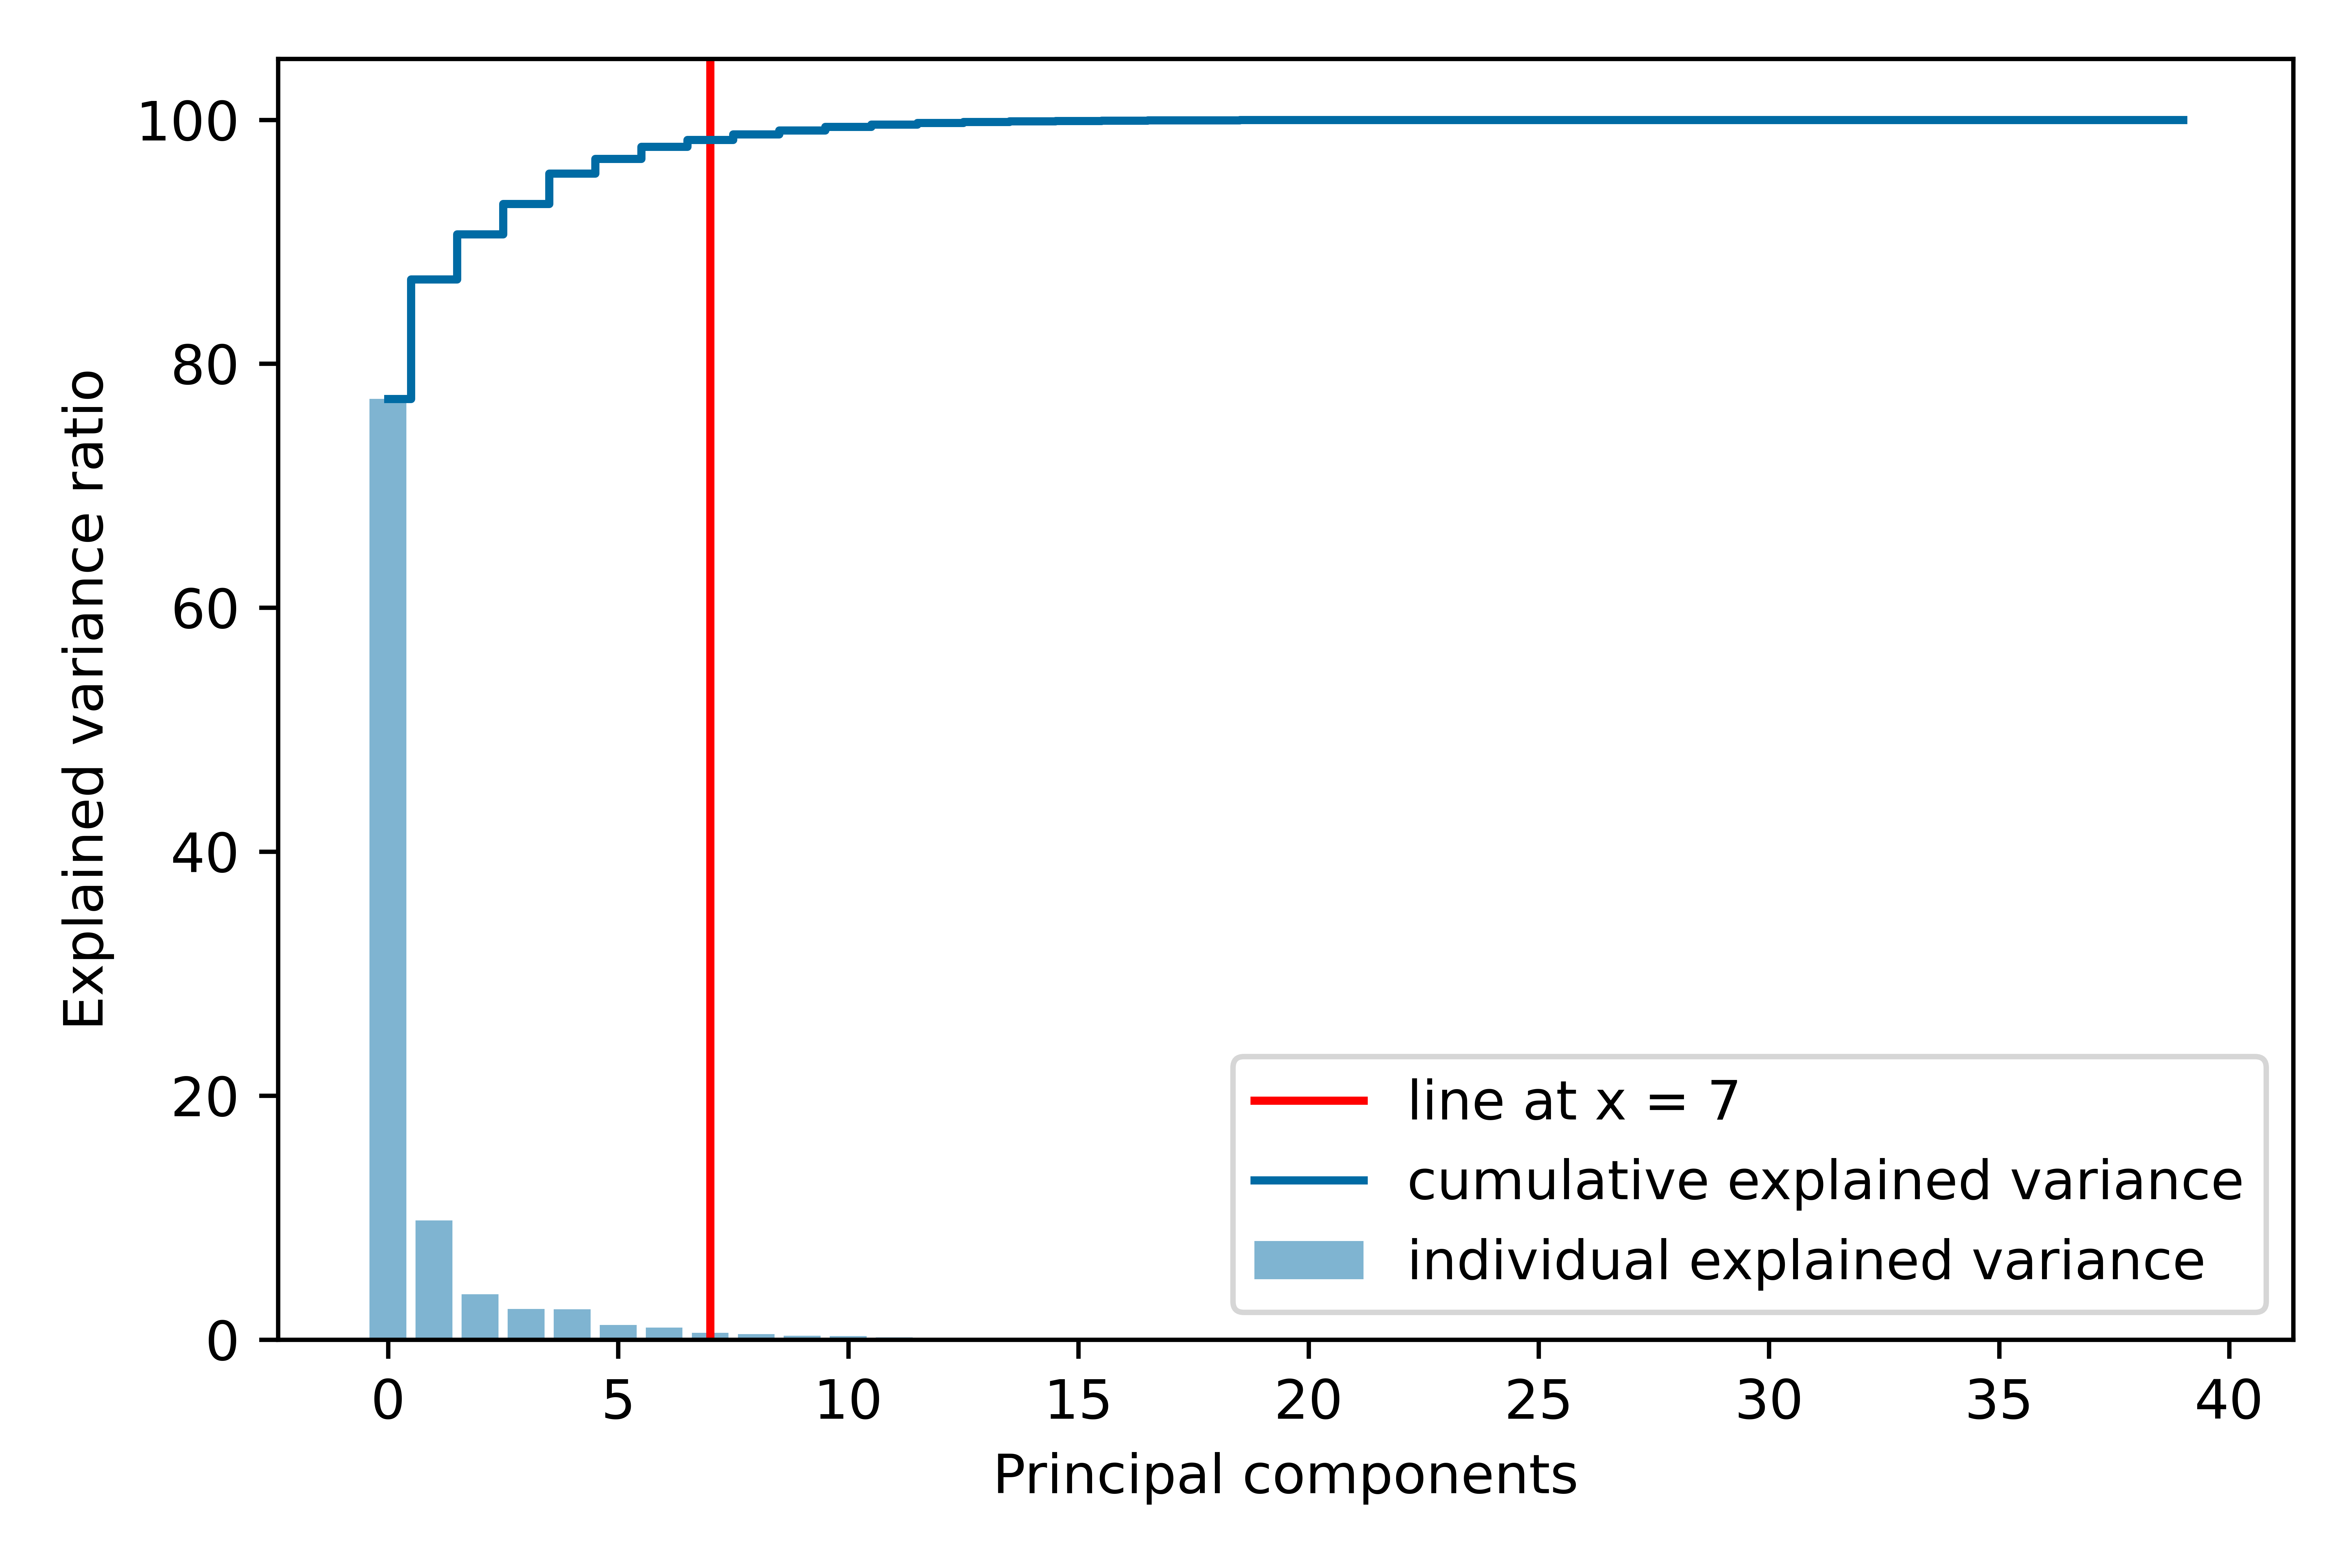 Explained variance ratio
100
80
60
40
20
0
line at x = 7
cumulative explained variance
individual explained variance
0 5 10 15 20 25 30 35 40
Principal components